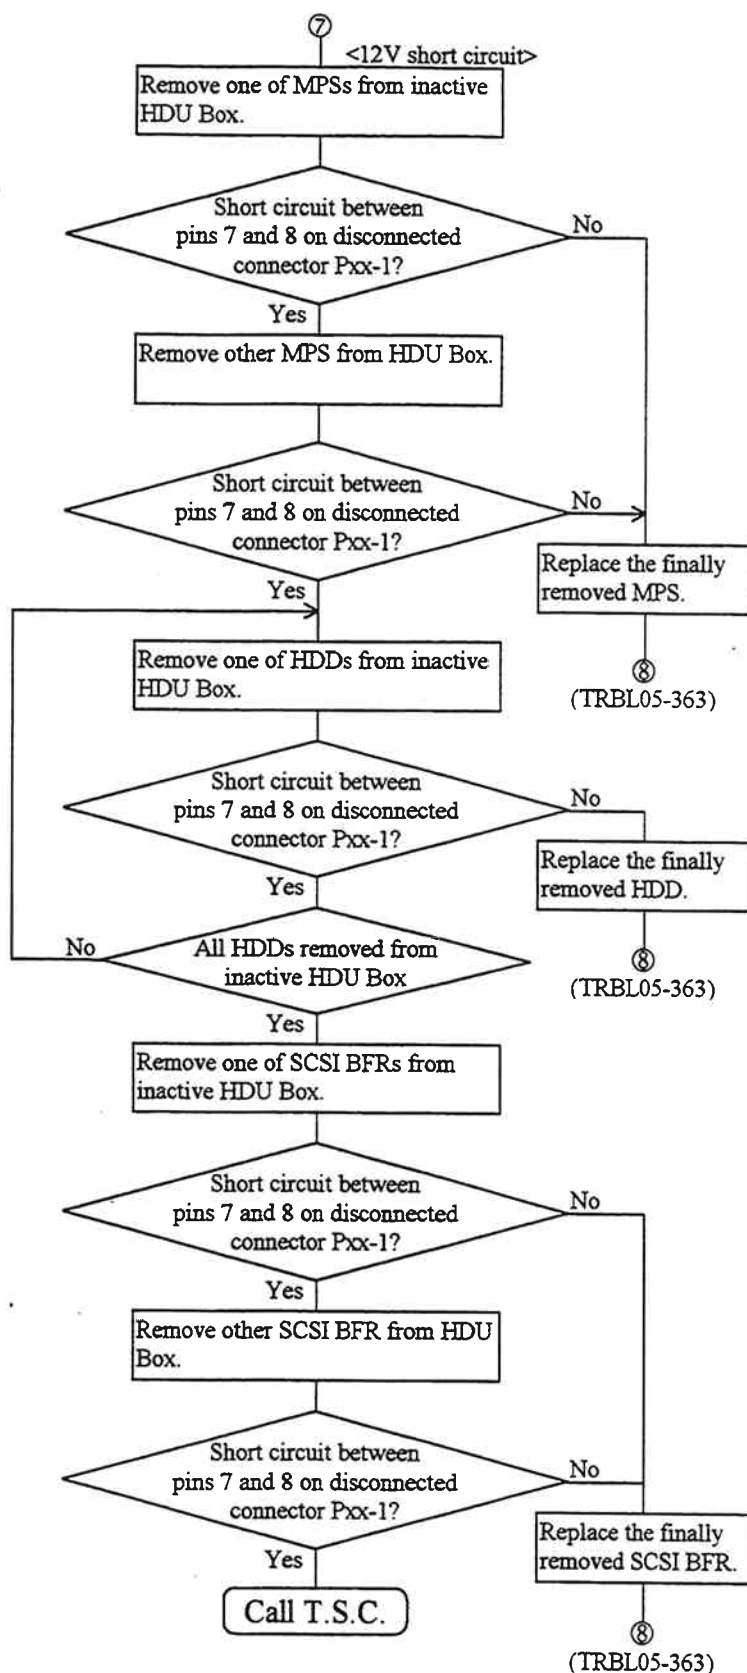 ⑦
<12V short circuit>
Remove one of MPSs from inactive
HDU Box.
Short circuit between
pins 7 and 8 on disconnected
connector Pxx-1?
No
Yes
Remove other MPS from HDU Box.
Short circuit between
pins 7 and 8 on disconnected
connector Pxx-1?
No
Yes
Replace the finally
removed MPS.
⑧
(TRBL05-363)
Remove one of HDDs from inactive
HDU Box.
Short circuit between
pins 7 and 8 on disconnected
connector Pxx-1?
No
Yes
Replace the finally
removed HDD.
⑧
(TRBL05-363)
All HDDs removed from
inactive HDU Box
No
Yes
Remove one of SCSI BFRs from
inactive HDU Box.
Short circuit between
pins 7 and 8 on disconnected
connector Pxx-1?
No
Yes
Remove other SCSI BFR from HDU
Box.
Short circuit between
pins 7 and 8 on disconnected
connector Pxx-1?
No
Yes
Replace the finally
removed SCSI BFR.
⑧
(TRBL05-363)
Call T.S.C.